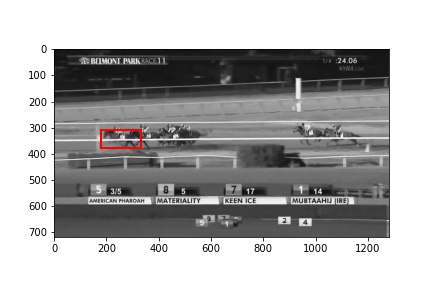 BELMONT PARK RACE 11
1/4 :24.06
NYRA.com
5 3/5 8 5 7 17 1 14
AMERICAN PHAROAH MATERIALITY KEEN ICE MUBTAAHIJ (IRE)
2 4
0
100
200
300
400
500
600
700
0 200 400 600 800 1000 1200